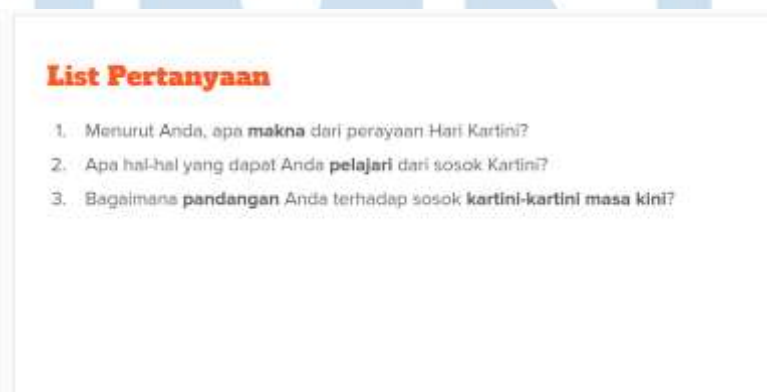 List Pertanyaan
1. Menurut Anda, apa makna dari perayaan Hari Kartini?
2. Apa hal-hal yang dapat Anda pelajari dari sosok Kartini?
3. Bagaimana pandangan Anda terhadap sosok kartini-kartini masa kini?